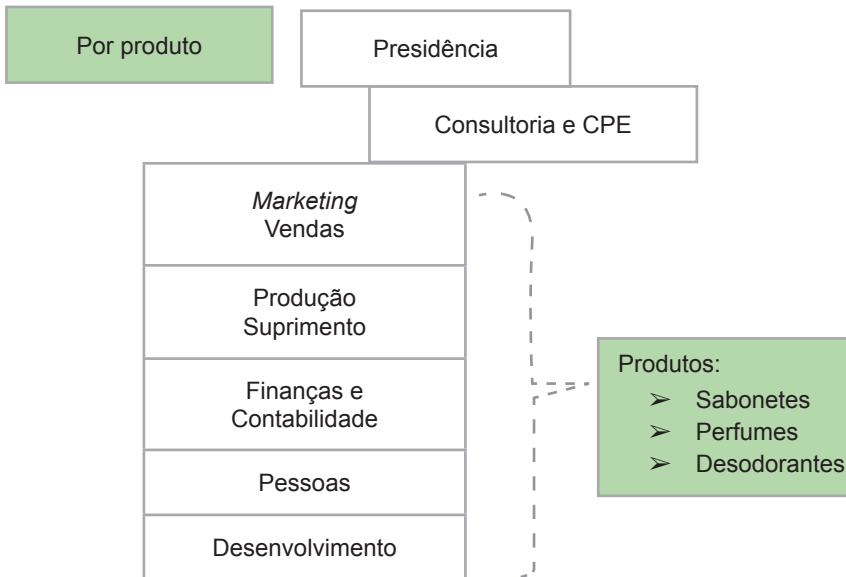 Por produto
Presidência
Consultoria e CPE
Marketing
Vendas
Produção
Suprimento
Finanças e
Contabilidade
Pessoas
Desenvolvimento
Produtos:
➢ Sabonetes
➢ Perfumes
➢ Desodorantes